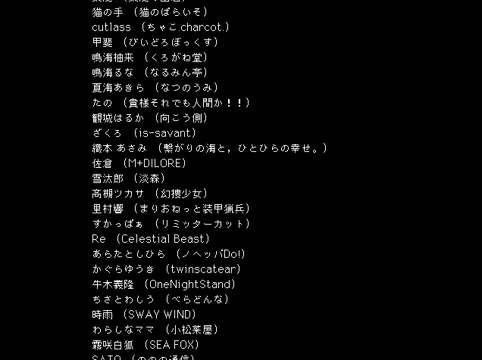 猫の手 (猫のぱらいそ)
cutlass (ちゃこ.charcot.)
甲斐 (びいどろぼっくす)
鳴海柚来 (くろがね堂)
鳴海るな (なるみん亭)
夏海あきら (なつのうみ)
たの (貴様それでも人間か！！)
観城はるか (向こう側)
ざくろ (is-savant)
織本 あさみ (繋がりの海と，ひとひらの幸せ。)
佐倉 (M+DILORE)
雪汰郎 (淡森)
高槻ツカサ (幻捜少女)
里村響 (まりおねっと装甲猟兵)
すかっぱぁ (リミッターカット)
Re (Celestial Beast)
あらたとしひら (ノヘッパDo!)
かぐらゆうき (twinscatear)
牛木義隆 (OneNightStand)
ちさとわしう (べらどんな)
時雨 (SWAY WIND)
わらしなママ (小松茶屋)
霧咲白狐 (SEA FOX)
SATO